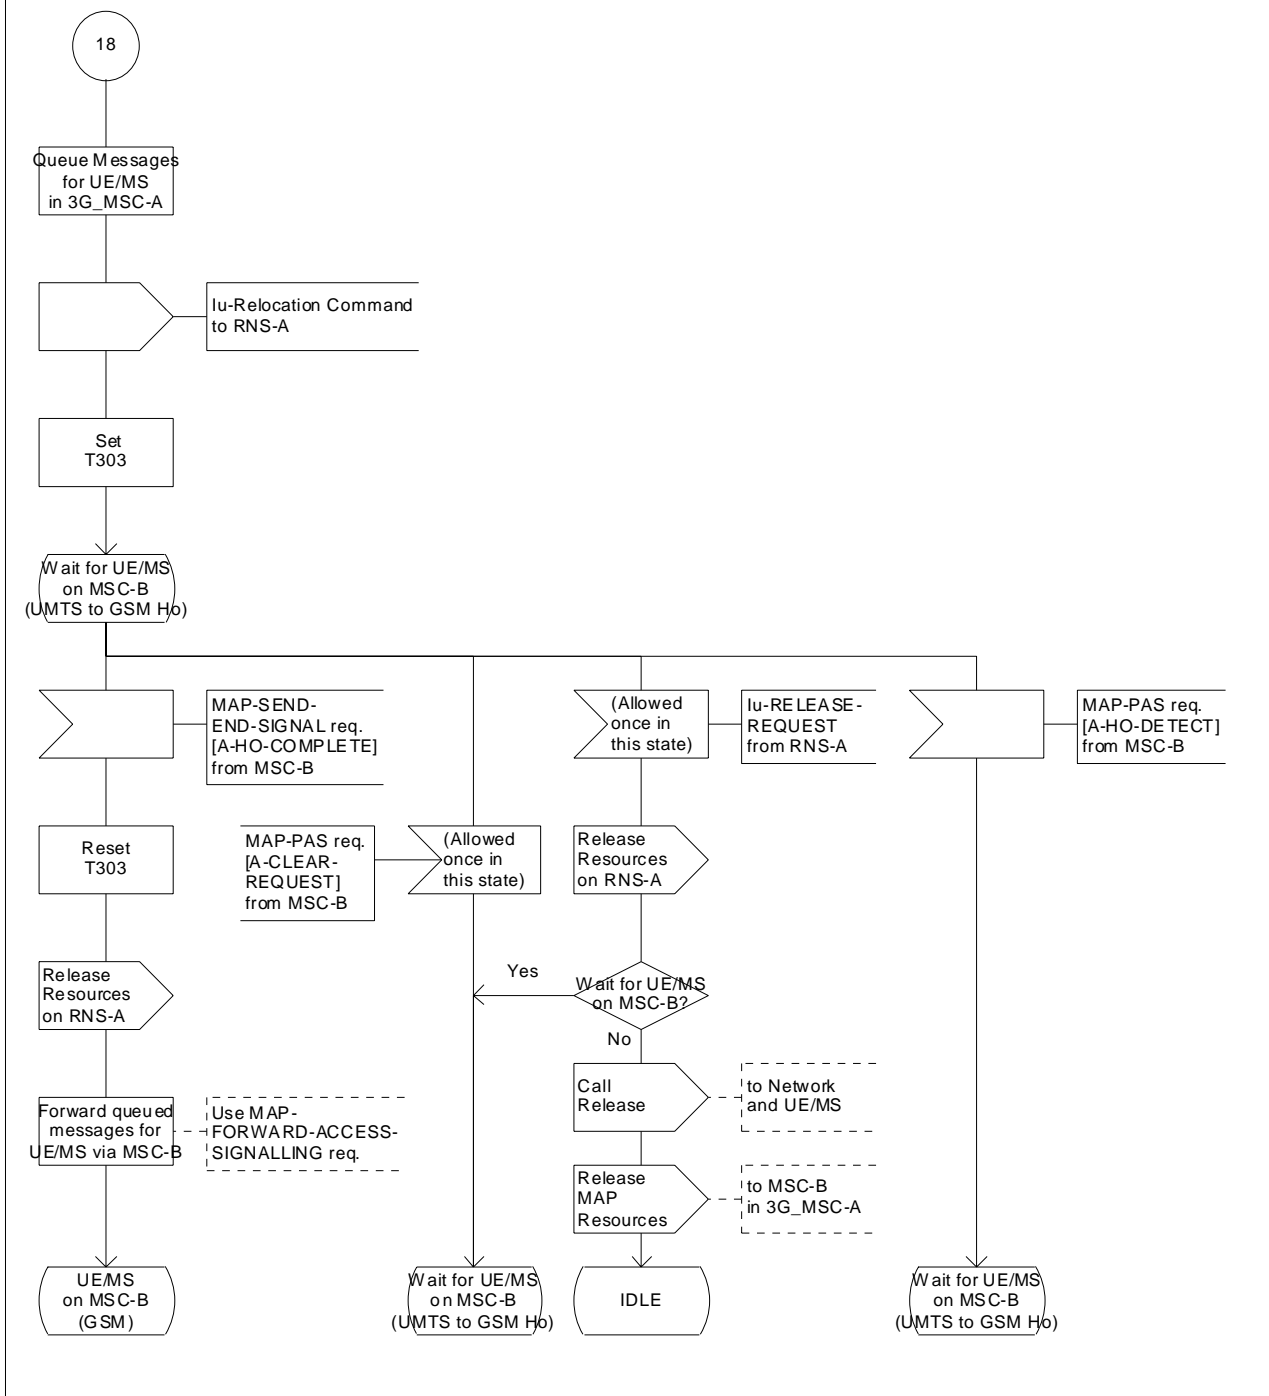 18
Queue Messages
for UE/MS
in 3G_MSC-A
Iu-Relocation Command
to RNS-A
Set
T303
Wait for UE/MS
on MSC-B
(UMTS to GSM Ho)
MAP-SEND-
END-SIGNAL req.
[A-HO-COMPLETE]
from MSC-B
(Allowed
once in
this state)
Iu-RELEASE-
REQUEST
from RNS-A
MAP-PAS req.
[A-HO-DETECT]
from MSC-B
Reset
T303
MAP-PAS req.
[A-CLEAR-
REQUEST]
from MSC-B
(Allowed
once in
this state)
Release
Resources
on RNS-A
Release
Resources
on RNS-A
Yes
Wait for UE/MS
on MSC-B?
No
Call
Release
to Network
and UE/MS
Forward queued
messages for
UE/MS via MSC-B
Use MAP-
FORWARD-ACCESS-
SIGNALLING req.
Release
MAP
Resources
to MSC-B
in 3G_MSC-A
UE/MS
on MSC-B
(GSM)
Wait for UE/MS
on MSC-B
(UMTS to GSM Ho)
IDLE
Wait for UE/MS
on MSC-B
(UMTS to GSM Ho)